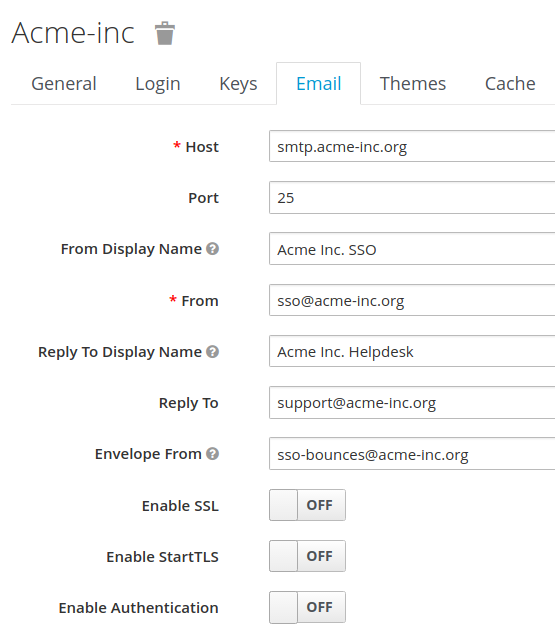 Acme-inc
General Login Keys Email Themes Cache
* Host smtp.acme-inc.org
Port 25
From Display Name ? Acme Inc. SSO
* From sso@acme-inc.org
Reply To Display Name ? Acme Inc. Helpdesk
Reply To support@acme-inc.org
Envelope From ? sso-bounces@acme-inc.org
Enable SSL OFF
Enable StartTLS OFF
Enable Authentication OFF